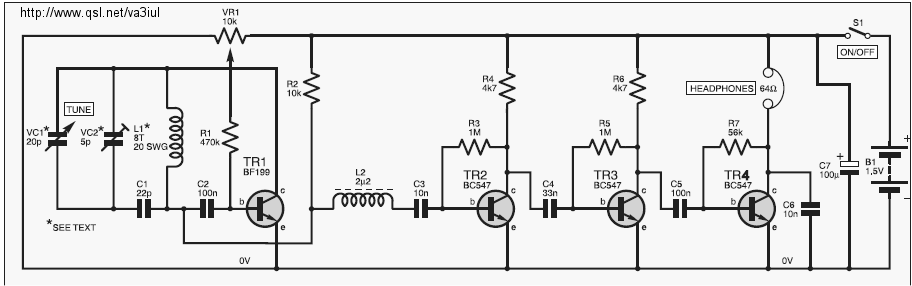 http://www.qsl.net/va3iul
VR1
10k
S1
ON/OFF
R2
10k
R4
4k7
R6
4k7
HEADPHONES
64Ω
TUNE
VC1*
20p
VC2*
5p
L1*
8T
20 SWG
R1
470k
R3
1M
R5
1M
R7
56k
TR1
BF199
TR2
BC547
TR3
BC547
TR4
BC547
C7
100µ
+
B1
1,5V
+
−
C1
22p
C2
100n
L2
2µ2
C3
10n
C4
33n
C5
100n
C6
10n
b
c
e
b
c
e
b
c
e
b
c
e
*SEE TEXT
0V
0V